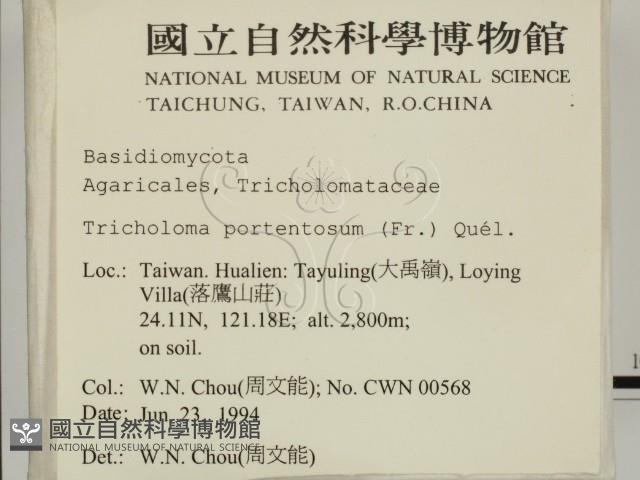 國立自然科學博物館
NATIONAL MUSEUM OF NATURAL SCIENCE
TAICHUNG, TAIWAN, R.O.CHINA
Basidiomycota
Agaricales, Tricholomataceae
Tricholoma portentosum (Fr.) Quél.
Loc.: Taiwan. Hualien: Tayuling(大禹嶺), Loying
Villa(落鷹山莊)
24.11N, 121.18E; alt. 2,800m;
on soil.
Col.: W.N. Chou(周文能); No. CWN 00568
Date: Jun. 23, 1994
國立自然科學博物館
NATIONAL MUSEUM OF NATURAL SCIENCE
Det.: W.N. Chou(周文能)